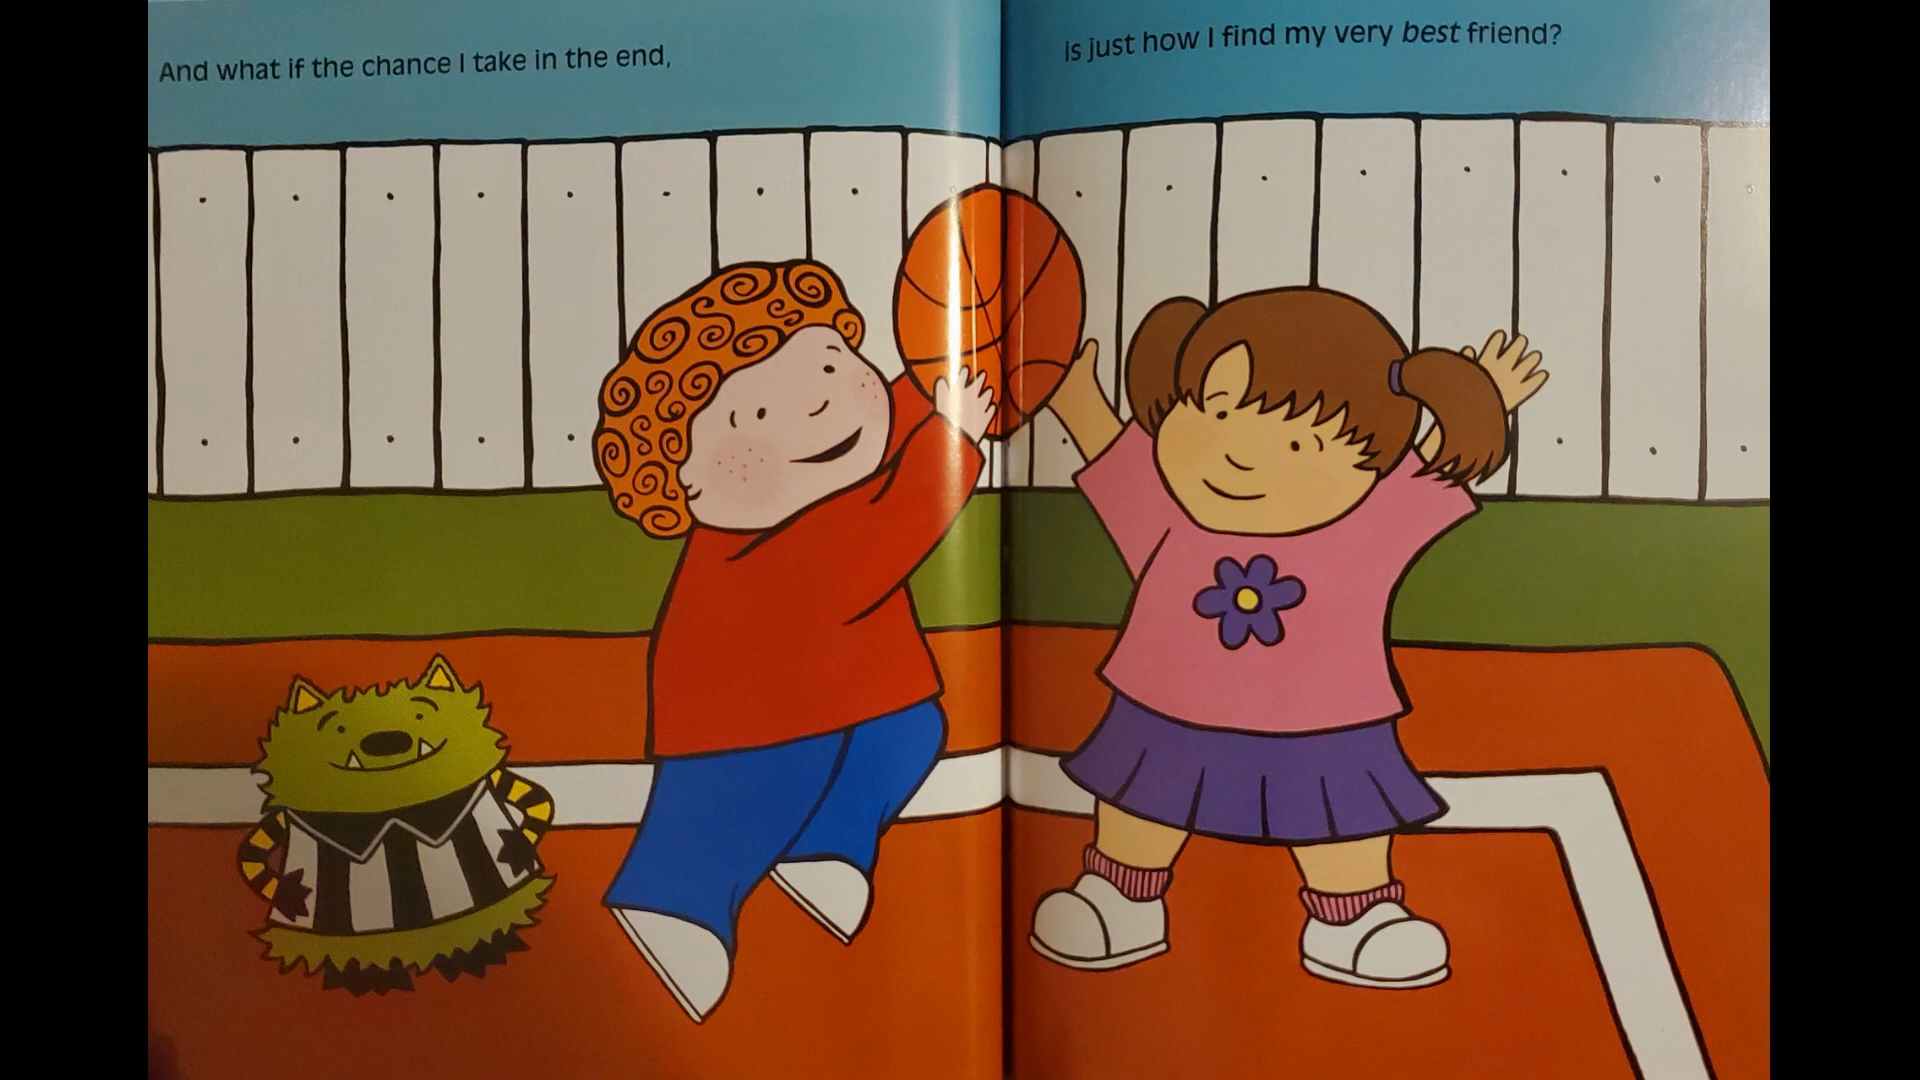 And what if the chance I take in the end,
is just how I find my very best friend?